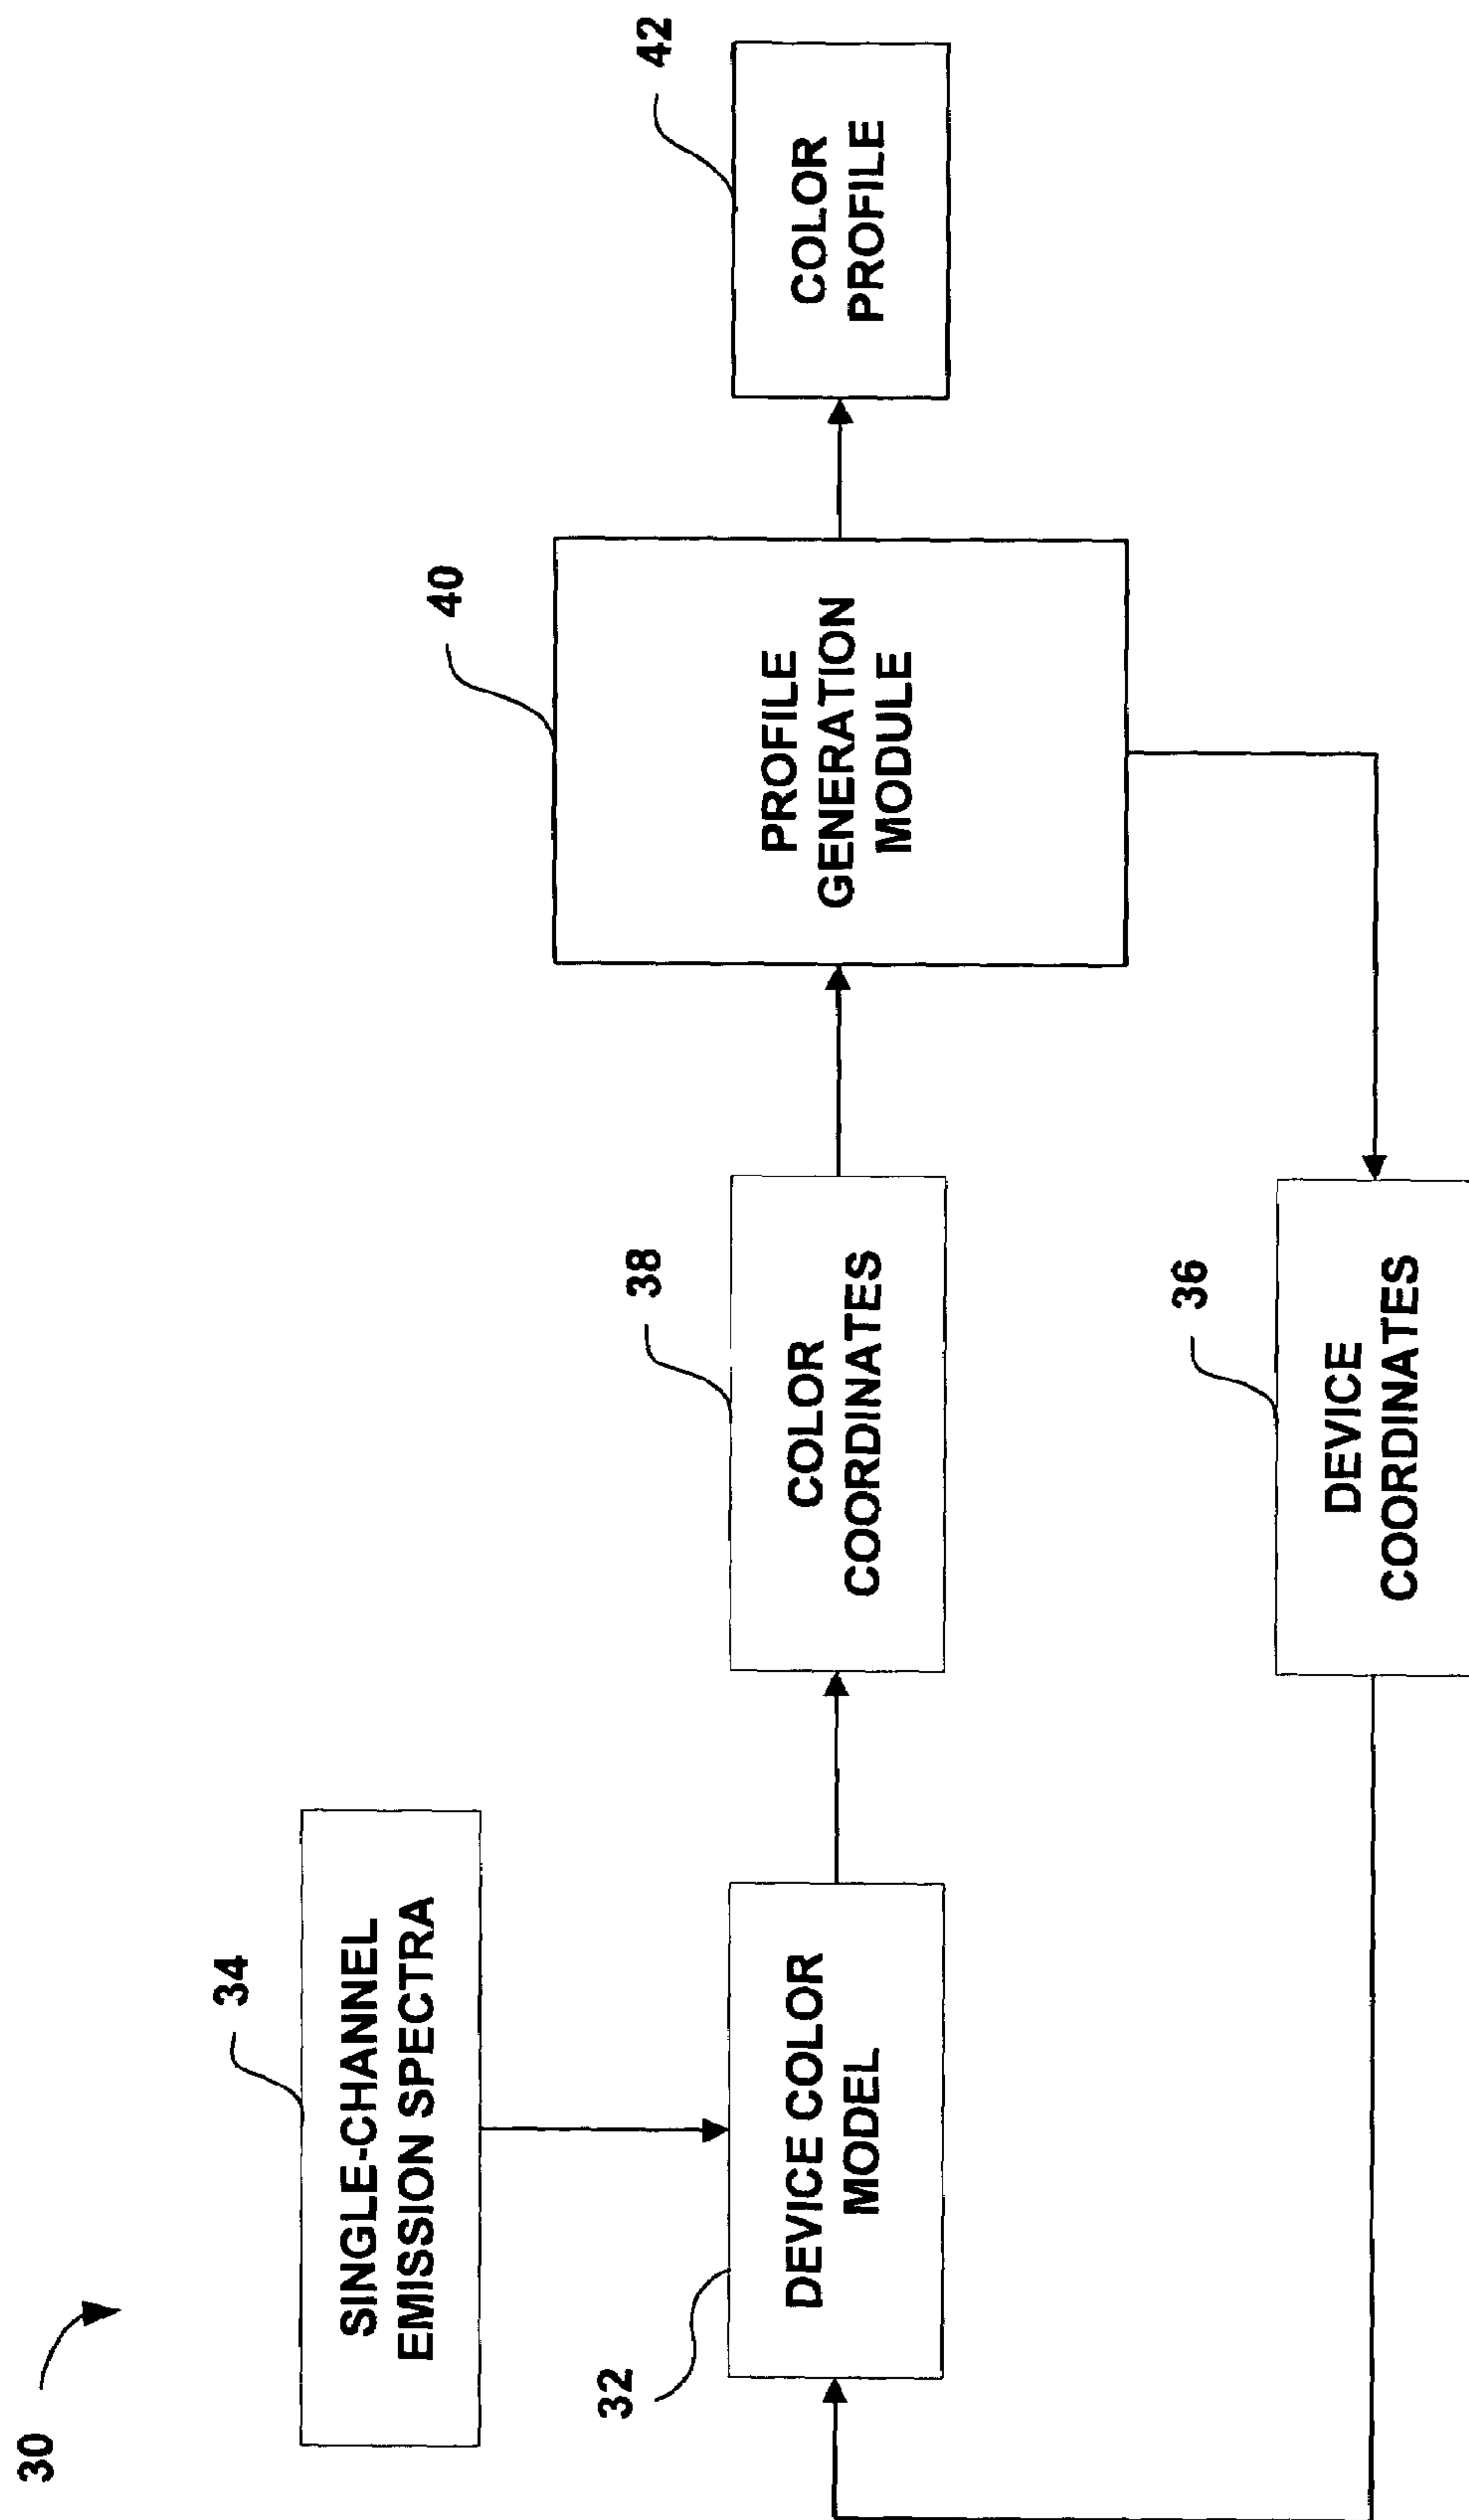 30
34
SINGLE-CHANNEL
EMISSION SPECTRA
32
DEVICE COLOR
MODEL
38
COLOR
COORDINATES
40
PROFILE
GENERATION
MODULE
42
COLOR
PROFILE
36
DEVICE
COORDINATES